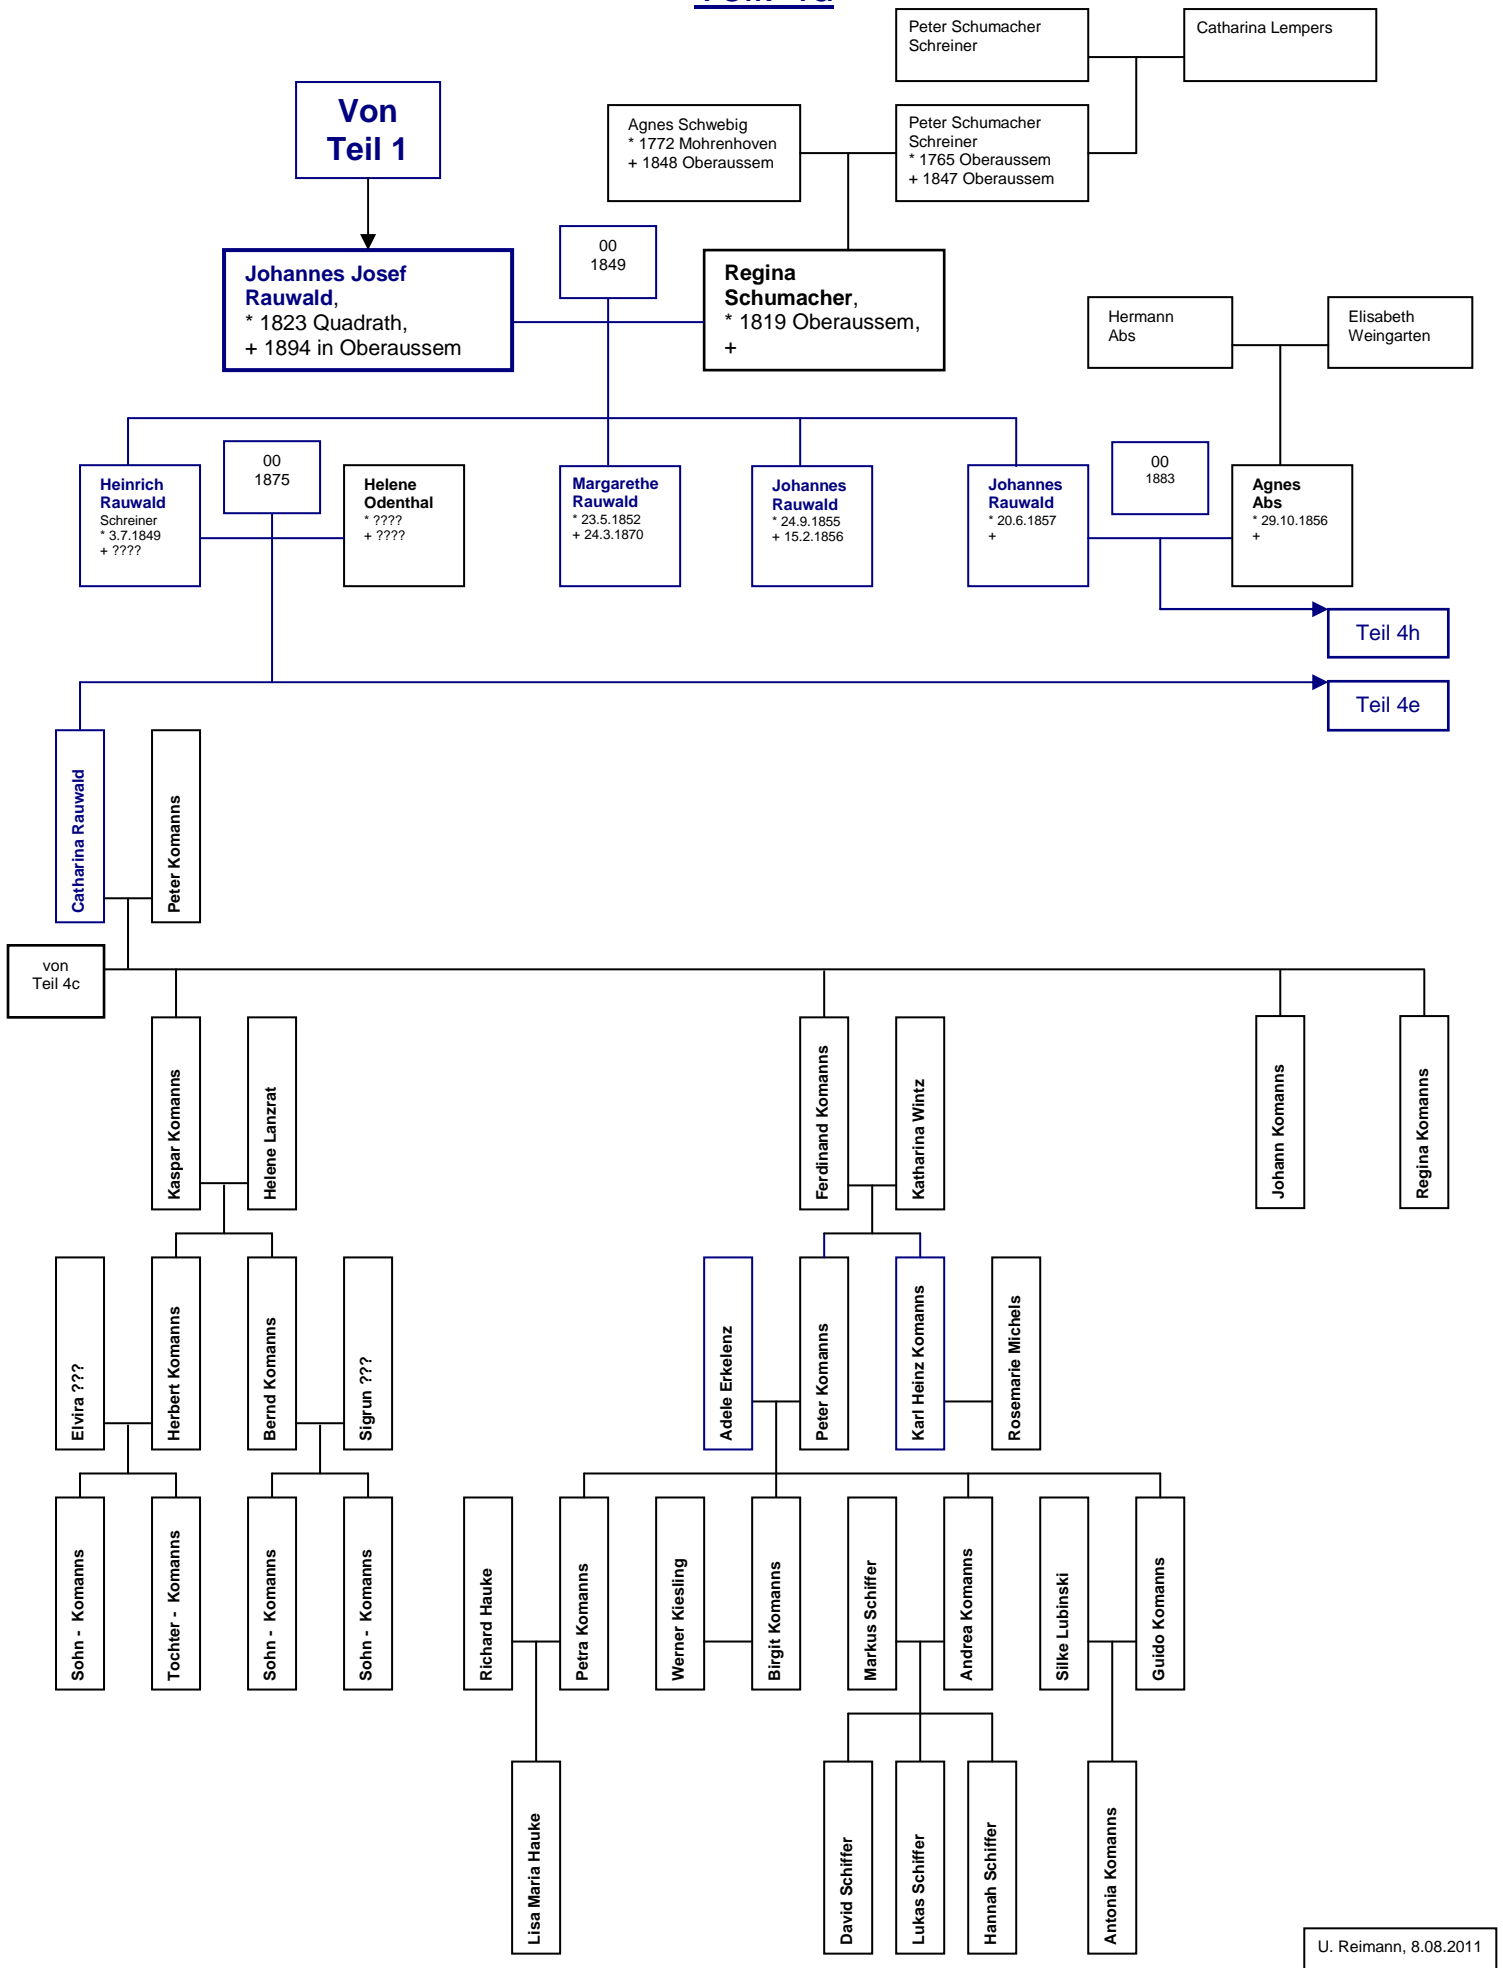 Peter Schumacher
Schreiner
Catharina Lempers
Von
Teil 1
Agnes Schwebig
* 1772 Mohrenhoven
+ 1848 Oberaussem
Peter Schumacher
Schreiner
* 1765 Oberaussem
+ 1847 Oberaussem
Johannes Josef
Rauwald,
* 1823 Quadrath,
+ 1894 in Oberaussem
00
1849
Regina
Schumacher,
* 1819 Oberaussem,
+
Hermann
Abs
Elisabeth
Weingarten
Heinrich
Rauwald
Schreiner
* 3.7.1849
+ ????
00
1875
Helene
Odenthal
* ????
+ ????
Margarethe
Rauwald
* 23.5.1852
+ 24.3.1870
Johannes
Rauwald
* 24.9.1855
+ 15.2.1856
Johannes
Rauwald
* 20.6.1857
+
00
1883
Agnes
Abs
* 29.10.1856
+
Teil 4h
Teil 4e
Catharina Rauwald
Peter Komanns
von
Teil 4c
Kaspar Komanns
Helene Lanzrat
Ferdinand Komanns
Katharina Wintz
Johann Komanns
Regina Komanns
Elvira ???
Herbert Komanns
Bernd Komanns
Sigrun ???
Adele Erkelenz
Peter Komanns
Karl Heinz Komanns
Rosemarie Michels
Sohn - Komanns
Tochter - Komanns
Sohn - Komanns
Sohn - Komanns
Richard Hauke
Petra Komanns
Werner Kiesling
Birgit Komanns
Markus Schiffer
Andrea Komanns
Silke Lubinski
Guido Komanns
Lisa Maria Hauke
David Schiffer
Lukas Schiffer
Hannah Schiffer
Antonia Komanns
U. Reimann, 8.08.2011